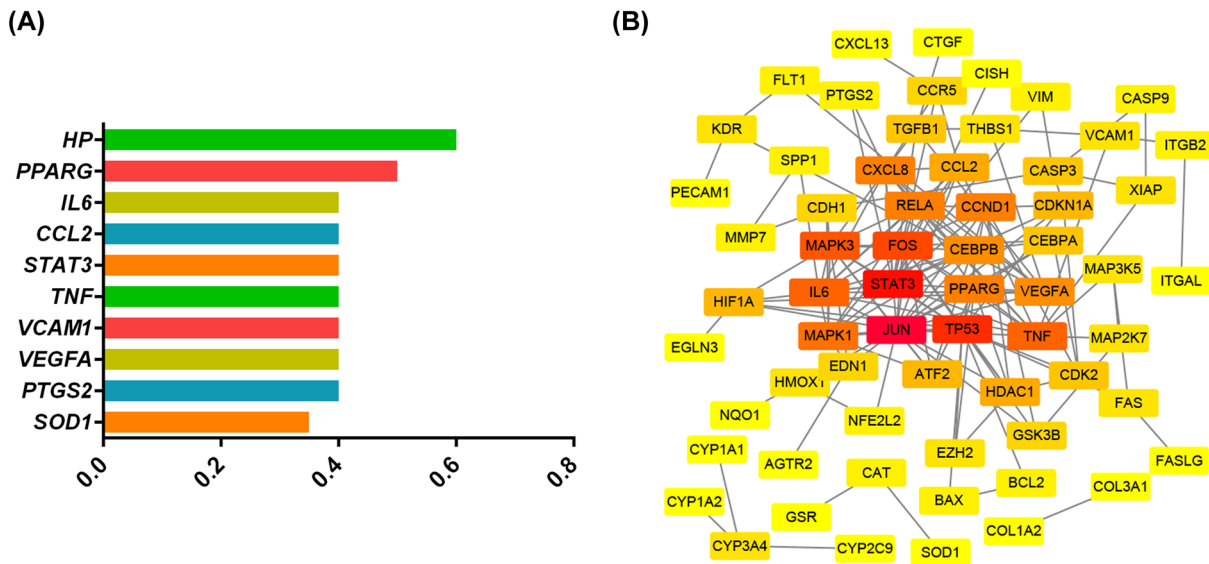 (A)
HP
PPARG
IL6
CCL2
STAT3
TNF
VCAM1
VEGFA
PTGS2
SOD1
0.0 0.2 0.4 0.6 0.8
(B)
CXCL13 CTGF
FLT1 PTGS2 CCR5 CISH VIM CASP9
KDR TGFB1 THBS1 VCAM1 ITGB2
SPP1 CXCL8 CCL2 CASP3 XIAP
PECAM1
CDH1 RELA CCND1 CDKN1A
MMP7 MAPK3 FOS CEBPB CEBPA
MAP3K5 ITGAL
HIF1A IL6 STAT3 PPARG VEGFA
EGLN3 MAPK1 JUN TP53 TNF MAP2K7
HMOX1 EDN1 ATF2 HDAC1 CDK2 FAS
NQO1 NFE2L2 GSK3B
CYP1A1 AGTR2 CAT EZH2 BCL2 COL3A1 FASLG
CYP1A2 GSR BAX COL1A2
CYP3A4 CYP2C9 SOD1